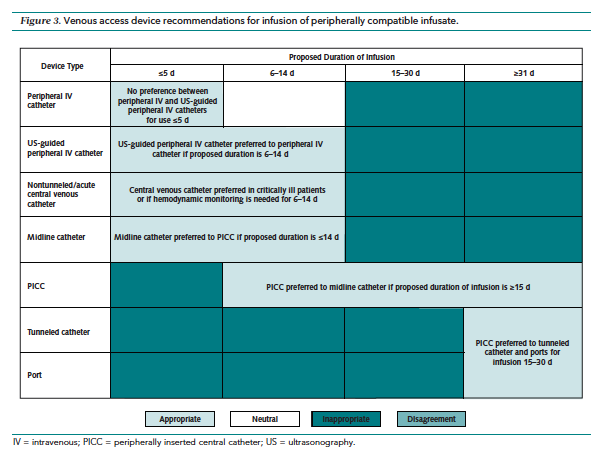 Figure 3. Venous access device recommendations for infusion of peripherally compatible infusate.
Device Type
Proposed Duration of Infusion
≤5 d
6–14 d
15–30 d
≥31 d
Peripheral IV
catheter
No preference between
peripheral IV and US-guided
peripheral IV catheters
for use ≤5 d
US-guided
peripheral IV catheter
US-guided peripheral IV catheter preferred to peripheral IV
catheter if proposed duration is 6–14 d
Nontunneled/acute
central venous
catheter
Central venous catheter preferred in critically ill patients
or if hemodynamic monitoring is needed for 6–14 d
Midline catheter
Midline catheter preferred to PICC if proposed duration is ≤14 d
PICC
PICC preferred to midline catheter if proposed duration of infusion is ≥15 d
Tunneled catheter
PICC preferred to tunneled
catheter and ports for
infusion 15–30 d
Port
Appropriate
Neutral
Inappropriate
Disagreement
IV = intravenous; PICC = peripherally inserted central catheter; US = ultrasonography.